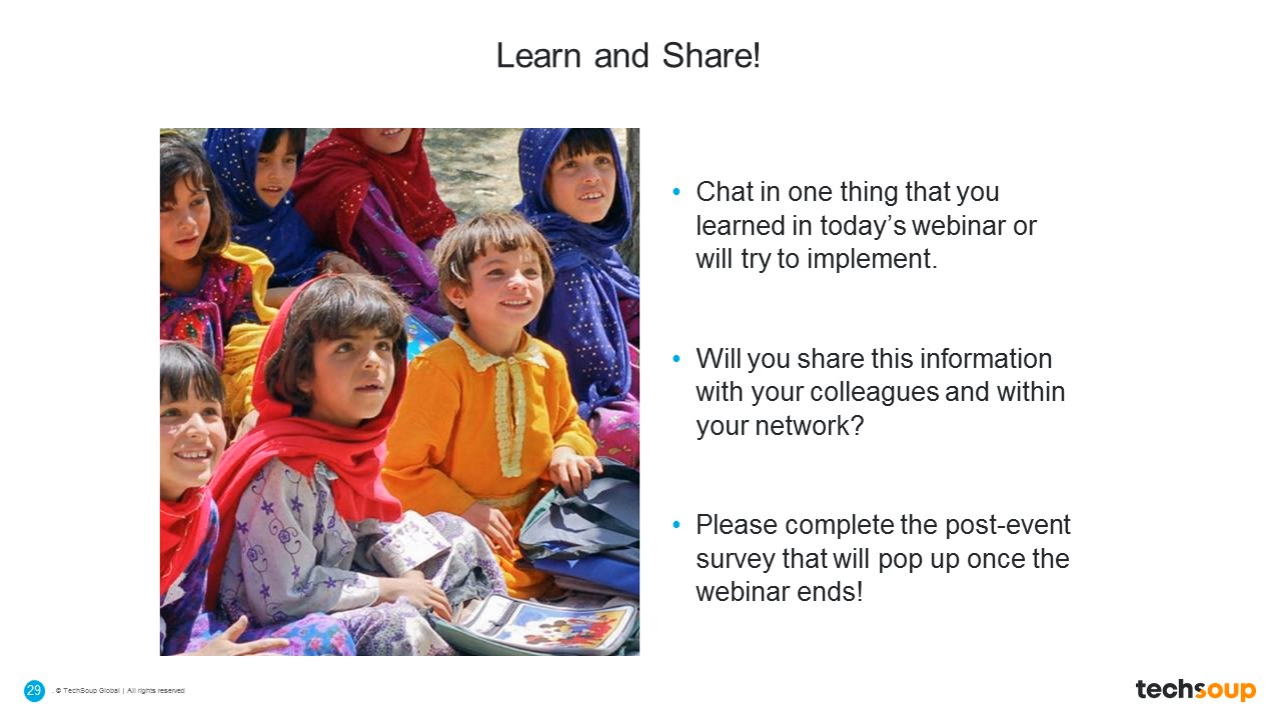 Learn and Share!
• Chat in one thing that you
learned in today’s webinar or
will try to implement.
• Will you share this information
with your colleagues and within
your network?
• Please complete the post-event
survey that will pop up once the
webinar ends!
29 . © TechSoup Global | All rights reserved
techsoup